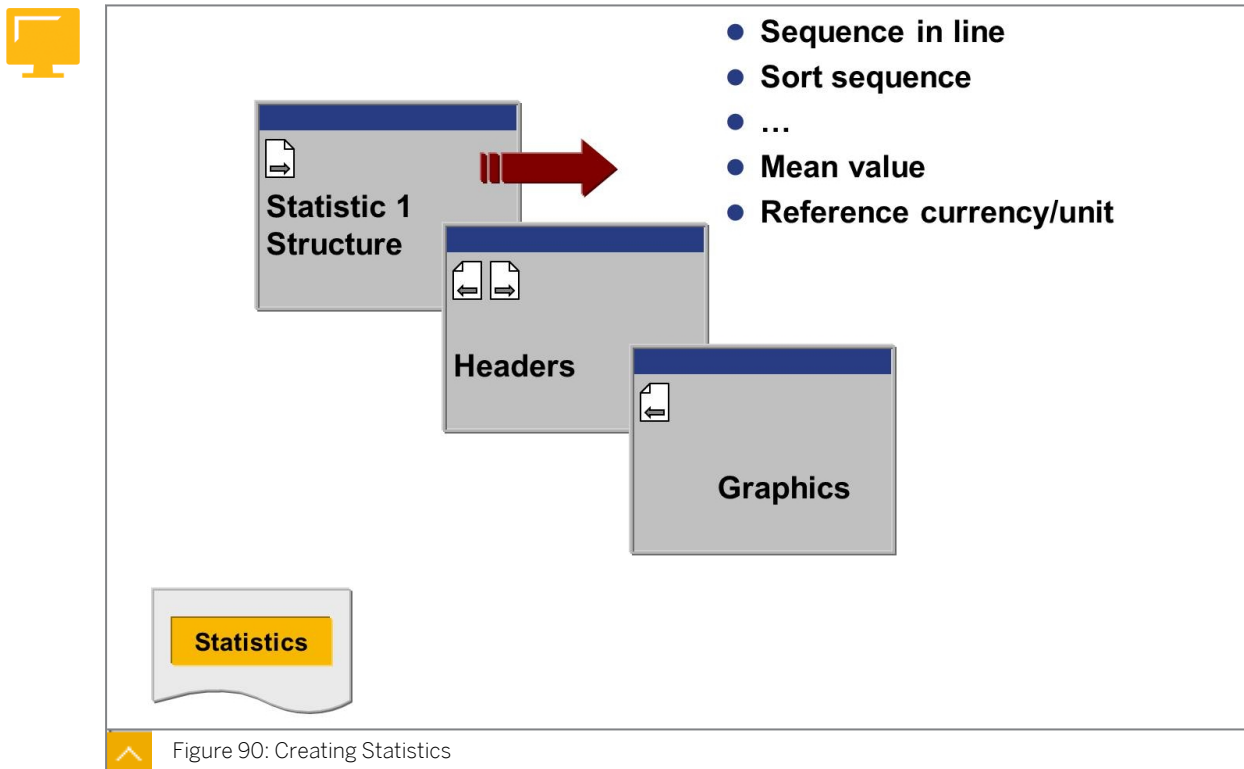 ● Sequence in line
● Sort sequence
● …
● Mean value
● Reference currency/unit
Statistic 1
Structure
Headers
Graphics
Statistics
Figure 90: Creating Statistics